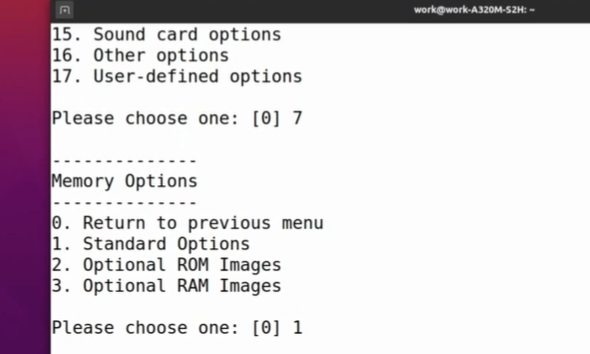 work@work-A320M-S2H: ~
15. Sound card options
16. Other options
17. User-defined options
Please choose one: [0] 7
--------------
Memory Options
--------------
0. Return to previous menu
1. Standard Options
2. Optional ROM Images
3. Optional RAM Images
Please choose one: [0] 1